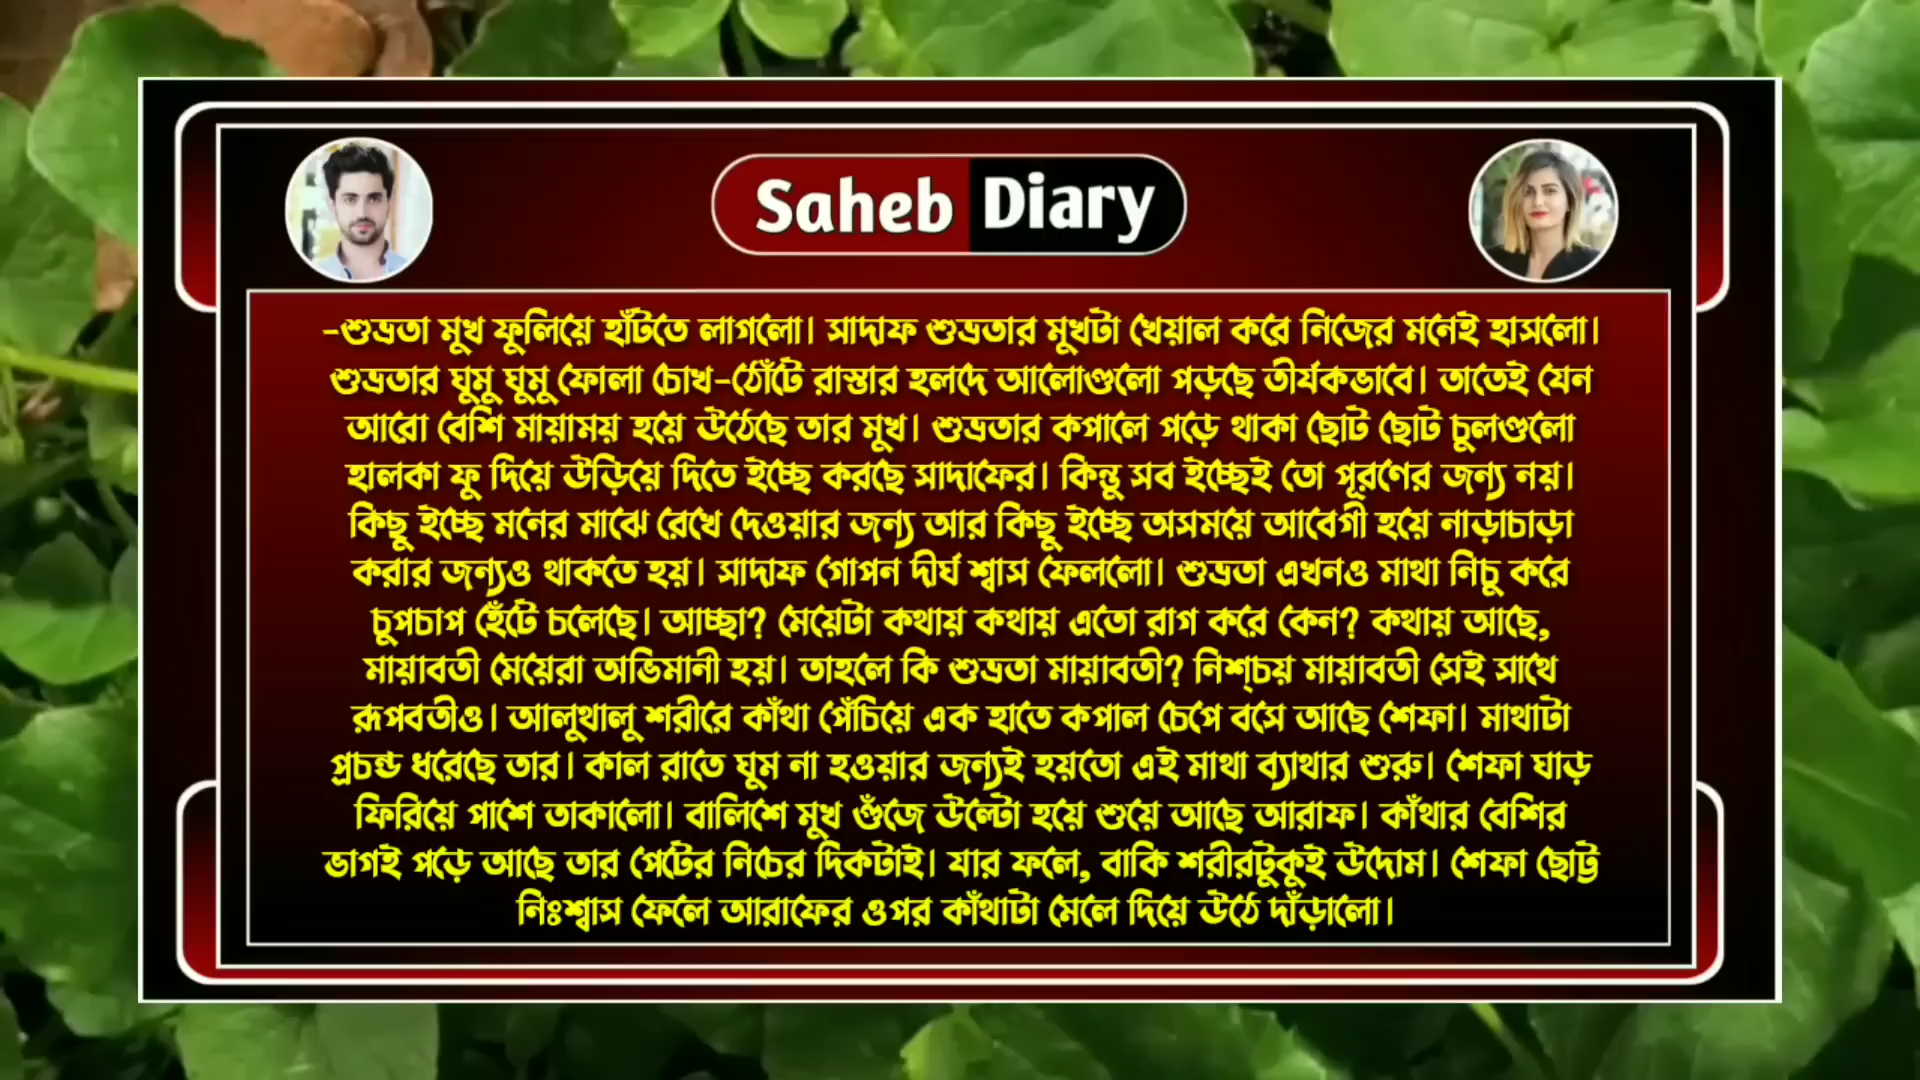 Saheb Diary
-শুভ্রতা মুখ ফুলিয়ে হাঁটতে লাগলো। সাদাফ শুভ্রতার মুখটা খেয়াল করে নিজের মনেই হাসলো।
শুভ্রতার ঘুমু ঘুমু ফোলা চোখ-ঠোঁটে রাস্তার হলদে আলোগুলো পড়ছে তীর্যকভাবে। তাতেই যেন
আরো বেশি মায়াময় হয়ে উঠেছে তার মুখ। শুভ্রতার কপালে পড়ে থাকা ছোট ছোট চুলগুলো
হালকা ফু দিয়ে উড়িয়ে দিতে ইচ্ছে করছে সাদাফের। কিন্তু সব ইচ্ছেই তো পূরণের জন্য নয়।
কিছু ইচ্ছে মনের মাঝে রেখে দেওয়ার জন্য আর কিছু ইচ্ছে অসময়ে আবেগী হয়ে নাড়াচাড়া
করার জন্যও থাকতে হয়। সাদাফ গোপন দীর্ঘ শ্বাস ফেললো। শুভ্রতা এখনও মাথা নিচু করে
চুপচাপ হেঁটে চলেছে। আচ্ছা? মেয়েটা কথায় কথায় এতো রাগ করে কেন? কথায় আছে,
মায়াবতী মেয়েরা অভিমানী হয়। তাহলে কি শুভ্রতা মায়াবতী? নিশ্চয় মায়াবতী সেই সাথে
রূপবতীও। আলুথালু শরীরে কাঁথা পেঁচিয়ে এক হাতে কপাল চেপে বসে আছে শেফা। মাথাটা
প্রচন্ড ধরেছে তার। কাল রাতে ঘুম না হওয়ার জন্যই হয়তো এই মাথা ব্যাথার শুরু। শেফা ঘাড়
ফিরিয়ে পাশে তাকালো। বালিশে মুখ গুঁজে উল্টো হয়ে শুয়ে আছে আরাফ। কাঁথার বেশির
ভাগই পড়ে আছে তার পেটের নিচের দিকটাই। যার ফলে, বাকি শরীরটুকুই উদোম। শেফা ছোট্ট
নিঃশ্বাস ফেলে আরাফের ওপর কাঁথাটা মেলে দিয়ে উঠে দাঁড়ালো।